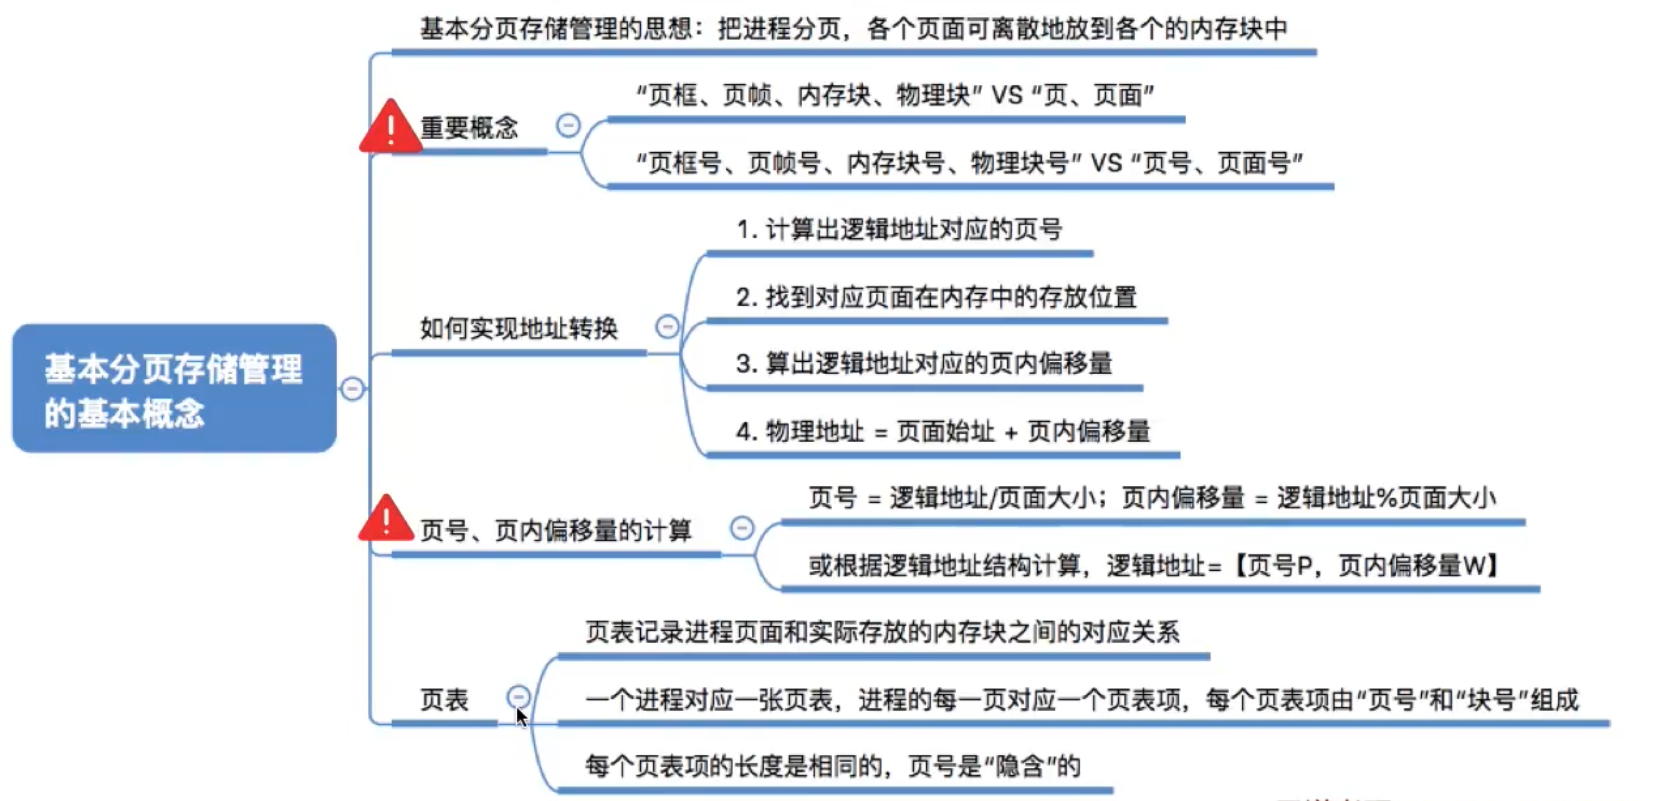 基本分页存储管理的思想：把进程分页，各个页面可离散地放到各个的内存块中
“页框、页帧、内存块、物理块” VS “页、页面”
重要概念
“页框号、页帧号、内存块号、物理块号” VS “页号、页面号”
1. 计算出逻辑地址对应的页号
2. 找到对应页面在内存中的存放位置
如何实现地址转换
3. 算出逻辑地址对应的页内偏移量
4. 物理地址 = 页面始址 + 页内偏移量
基本分页存储管理
的基本概念
页号 = 逻辑地址/页面大小；页内偏移量 = 逻辑地址%页面大小
页号、页内偏移量的计算
或根据逻辑地址结构计算，逻辑地址=【页号P，页内偏移量W】
页表记录进程页面和实际存放的内存块之间的对应关系
页表
一个进程对应一张页表，进程的每一页对应一个页表项，每个页表项由“页号”和“块号”组成
每个页表项的长度是相同的，页号是“隐含”的